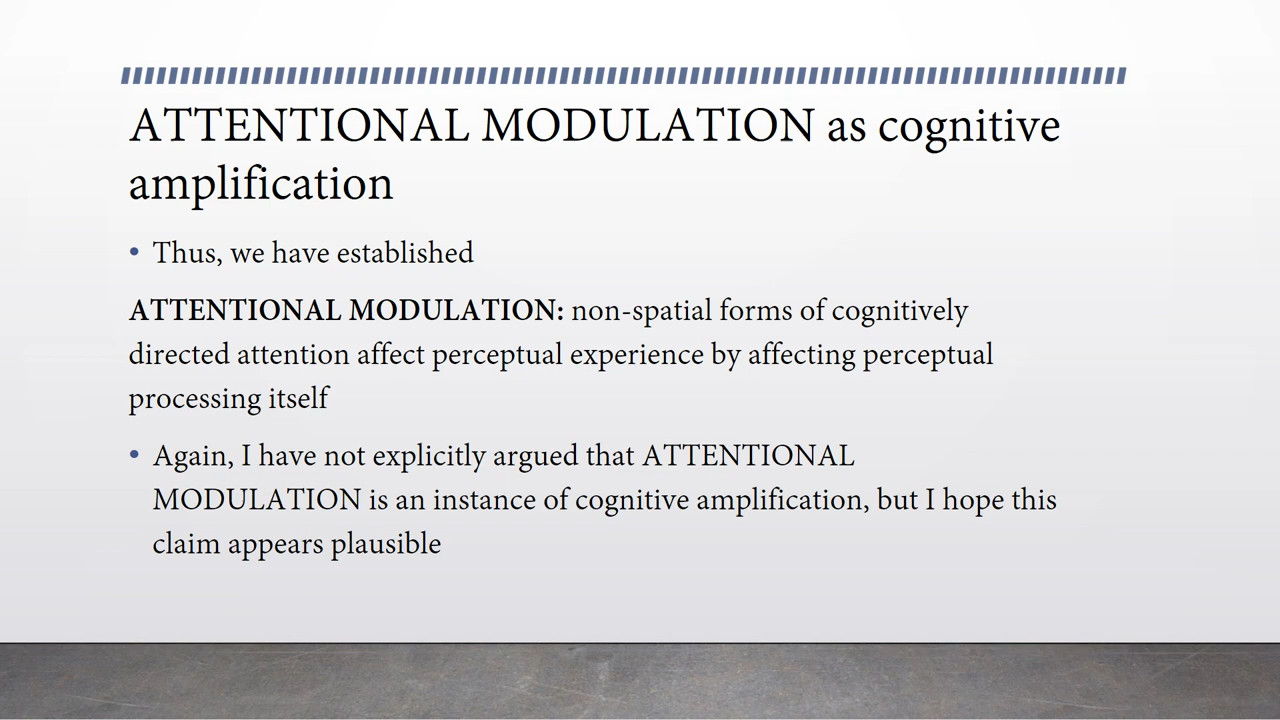 ATTENTIONAL MODULATION as cognitive
amplification
• Thus, we have established
ATTENTIONAL MODULATION: non-spatial forms of cognitively
directed attention affect perceptual experience by affecting perceptual
processing itself
• Again, I have not explicitly argued that ATTENTIONAL
MODULATION is an instance of cognitive amplification, but I hope this
claim appears plausible